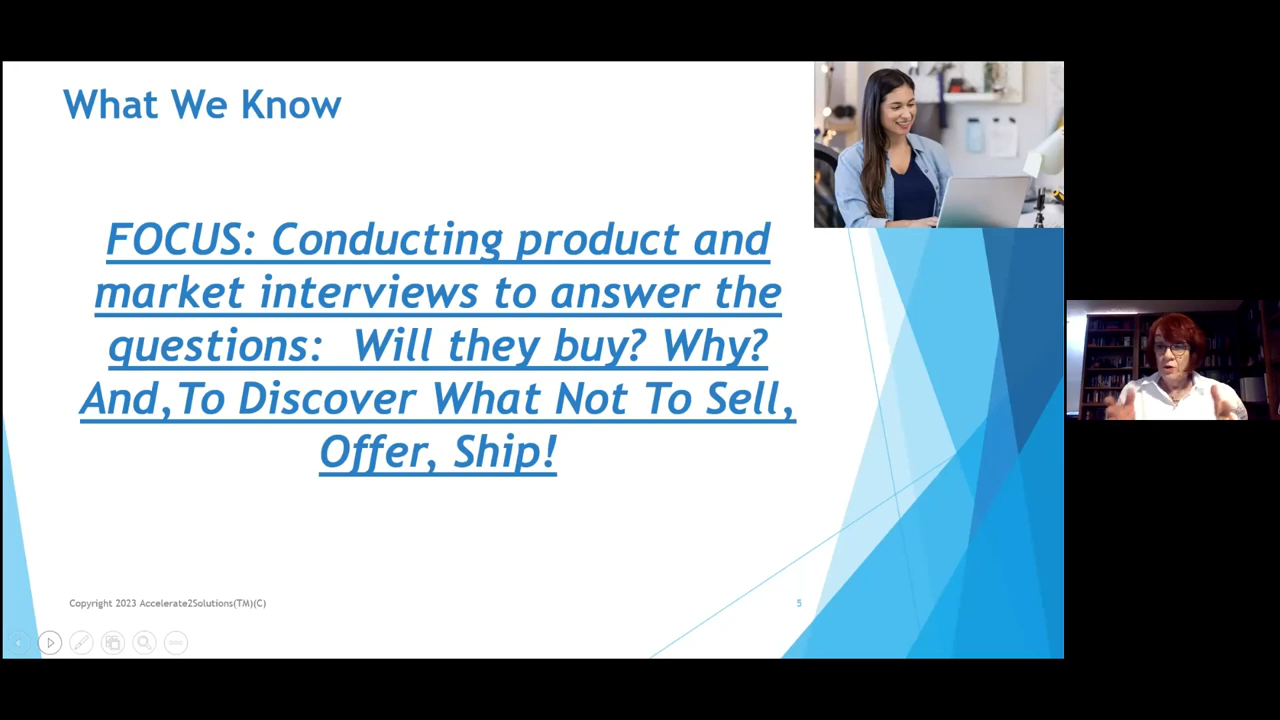 What We Know
FOCUS: Conducting product and
market interviews to answer the
questions:  Will they buy? Why?
And,To Discover What Not To Sell,
Offer, Ship!
Copyright 2023 Accelerate2Solutions(TM)(C)
5